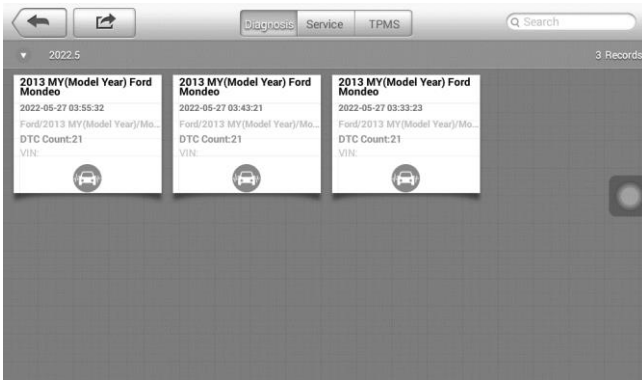 Diagnosis Service TPMS Search
2022.5 3 Records
2013 MY(Model Year) Ford
Mondeo
2022-05-27 03:55:32
Ford/2013 MY(Model Year)/Mo...
DTC Count:21
VIN:
2013 MY(Model Year) Ford
Mondeo
2022-05-27 03:43:21
Ford/2013 MY(Model Year)/Mo...
DTC Count:21
VIN:
2013 MY(Model Year) Ford
Mondeo
2022-05-27 03:33:23
Ford/2013 MY(Model Year)/Mo...
DTC Count:21
VIN: